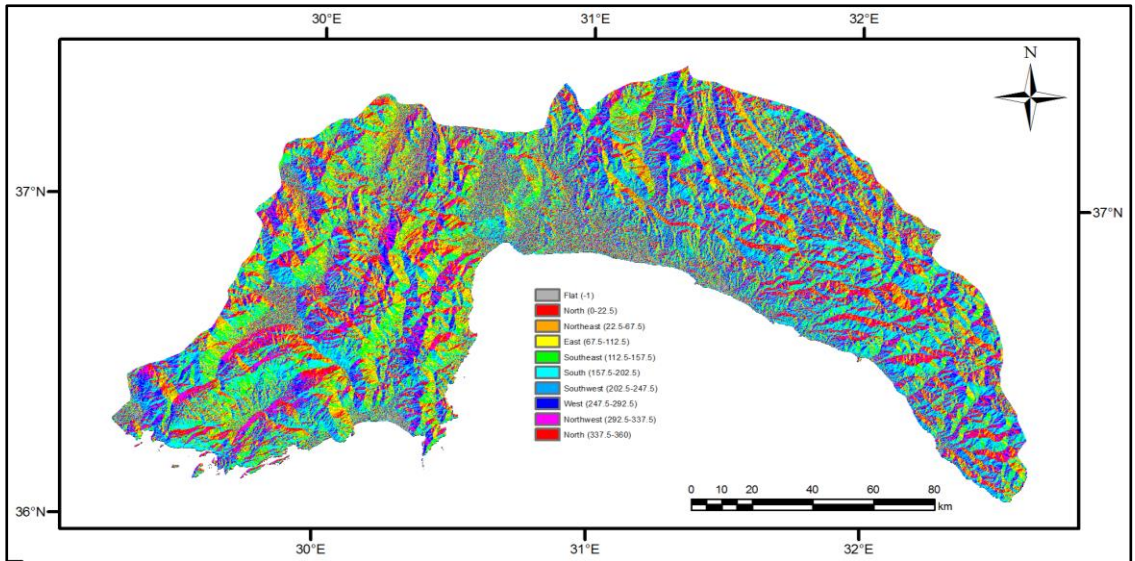 30°E 31°E 32°E
N
37°N
37°N
Flat (-1)
North (0-22.5)
Northeast (22.5-67.5)
East (67.5-112.5)
Southeast (112.5-157.5)
South (157.5-202.5)
Southwest (202.5-247.5)
West (247.5-292.5)
Northwest (292.5-337.5)
North (337.5-360)
0 10 20 40 60 80
km
36°N
30°E 31°E 32°E